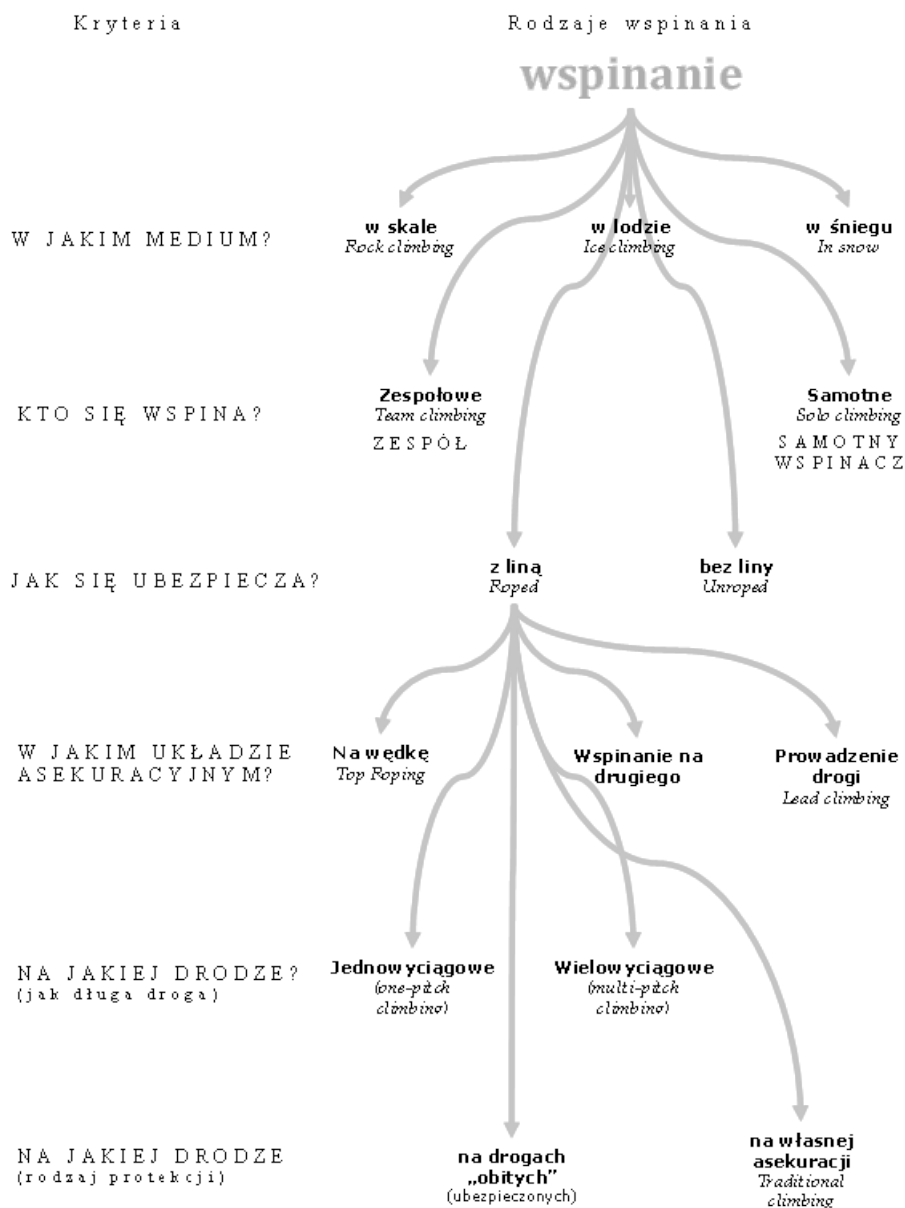 Kryteria Rodzaje wspinania
wspinanie
W JAKIM MEDIUM?
w skale w lodzie w śniegu
Rock climbing Ice climbing In snow
KTO SIĘ WSPINA?
Zespołowe Samotne
Team climbing Solo climbing
ZESPÓŁ SAMOTNY
WSPINACZ
JAK SIĘ UBEZPIECZA?
z liną bez liny
Roped Unroped
W JAKIM UKŁADZIE
ASEKURACYJNYM?
Na wędkę
Top Roping
Wspinanie na
drugiego
Prowadzenie
drogi
Lead climbing
NA JAKIEJ DRODZE?
(jak długa droga)
Jednowyciągowe
(one-pitch
climbing)
Wielowyciągowe
(multi-pitch
climbing)
NA JAKIEJ DRODZE
(rodzaj protekcji)
na drogach
„obitych”
(ubezpieczonych)
na własnej
asekuracji
Traditional
climbing